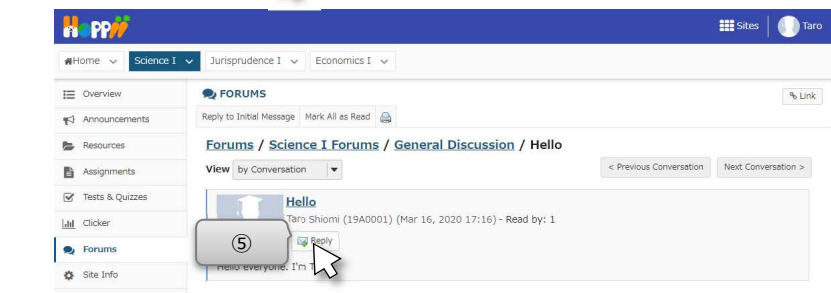 HOPPii
Sites
Taro
Home
Science I
Jurisprudence I
Economics I
Overview
Announcements
Resources
Assignments
Tests & Quizzes
Clicker
Forums
Site Info
FORUMS
Link
Reply to Initial Message
Mark All as Read
Forums / Science I Forums / General Discussion / Hello
View by Conversation
< Previous Conversation
Next Conversation >
Hello
Taro Shiomi (19A0001) (Mar 16, 2020 17:16) - Read by: 1
⑤
Reply
Hello everyone. I'm